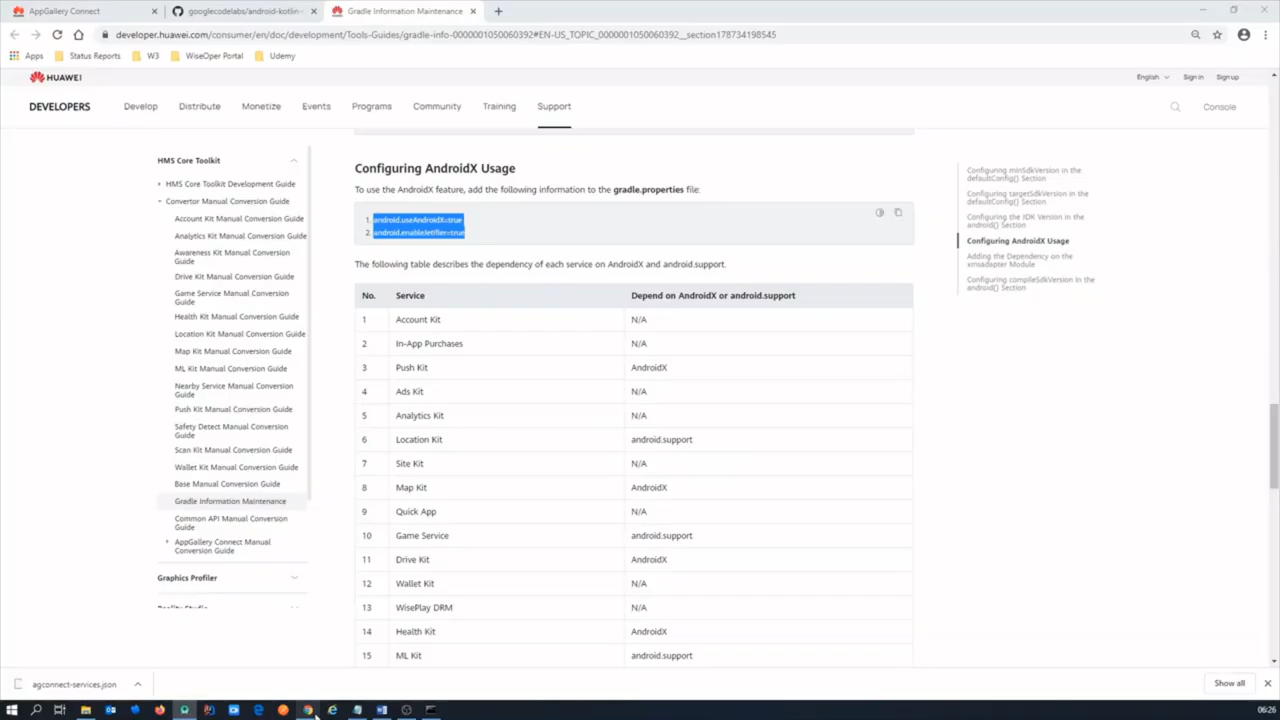 AppGallery Connect
googlecodelabs/android-kotlin-
Gradle Information Maintenance
developer.huawei.com/consumer/en/doc/development/Tools-Guides/gradle-info-0000001050060392#EN-US_TOPIC_0000001050060392__section178734198545
Apps
Status Reports
W3
WiseOper Portal
Udemy
HUAWEI
English
Sign in
Sign up
DEVELOPERS
Develop
Distribute
Monetize
Events
Programs
Community
Training
Support
Console
HMS Core Toolkit
HMS Core Toolkit Development Guide
Convertor Manual Conversion Guide
Account Kit Manual Conversion Guide
Analytics Kit Manual Conversion Guide
Awareness Kit Manual Conversion
Guide
Drive Kit Manual Conversion Guide
Game Service Manual Conversion
Guide
Health Kit Manual Conversion Guide
Location Kit Manual Conversion Guide
Map Kit Manual Conversion Guide
ML Kit Manual Conversion Guide
Nearby Service Manual Conversion
Guide
Push Kit Manual Conversion Guide
Safety Detect Manual Conversion
Guide
Scan Kit Manual Conversion Guide
Wallet Kit Manual Conversion Guide
Base Manual Conversion Guide
Gradle Information Maintenance
Common API Manual Conversion
Guide
AppGallery Connect Manual
Conversion Guide
Graphics Profiler
Configuring AndroidX Usage
To use the AndroidX feature, add the following information to the gradle.properties file:
1. android.useAndroidX=true
2. android.enableJetifier=true
The following table describes the dependency of each service on AndroidX and android.support.
No. Service Depend on AndroidX or android.support
1 Account Kit N/A
2 In-App Purchases N/A
3 Push Kit AndroidX
4 Ads Kit N/A
5 Analytics Kit N/A
6 Location Kit android.support
7 Site Kit N/A
8 Map Kit AndroidX
9 Quick App N/A
10 Game Service android.support
11 Drive Kit AndroidX
12 Wallet Kit N/A
13 WisePlay DRM N/A
14 Health Kit AndroidX
15 ML Kit android.support
Configuring minSdkVersion in the
defaultConfig{} Section
Configuring targetSdkVersion in the
defaultConfig{} Section
Configuring the JDK Version in the
android{} Section
Configuring AndroidX Usage
Adding the Dependency on the
xmsadapter Module
Configuring compileSdkVersion in the
android{} Section
agconnect-services.json
Show all
06:26